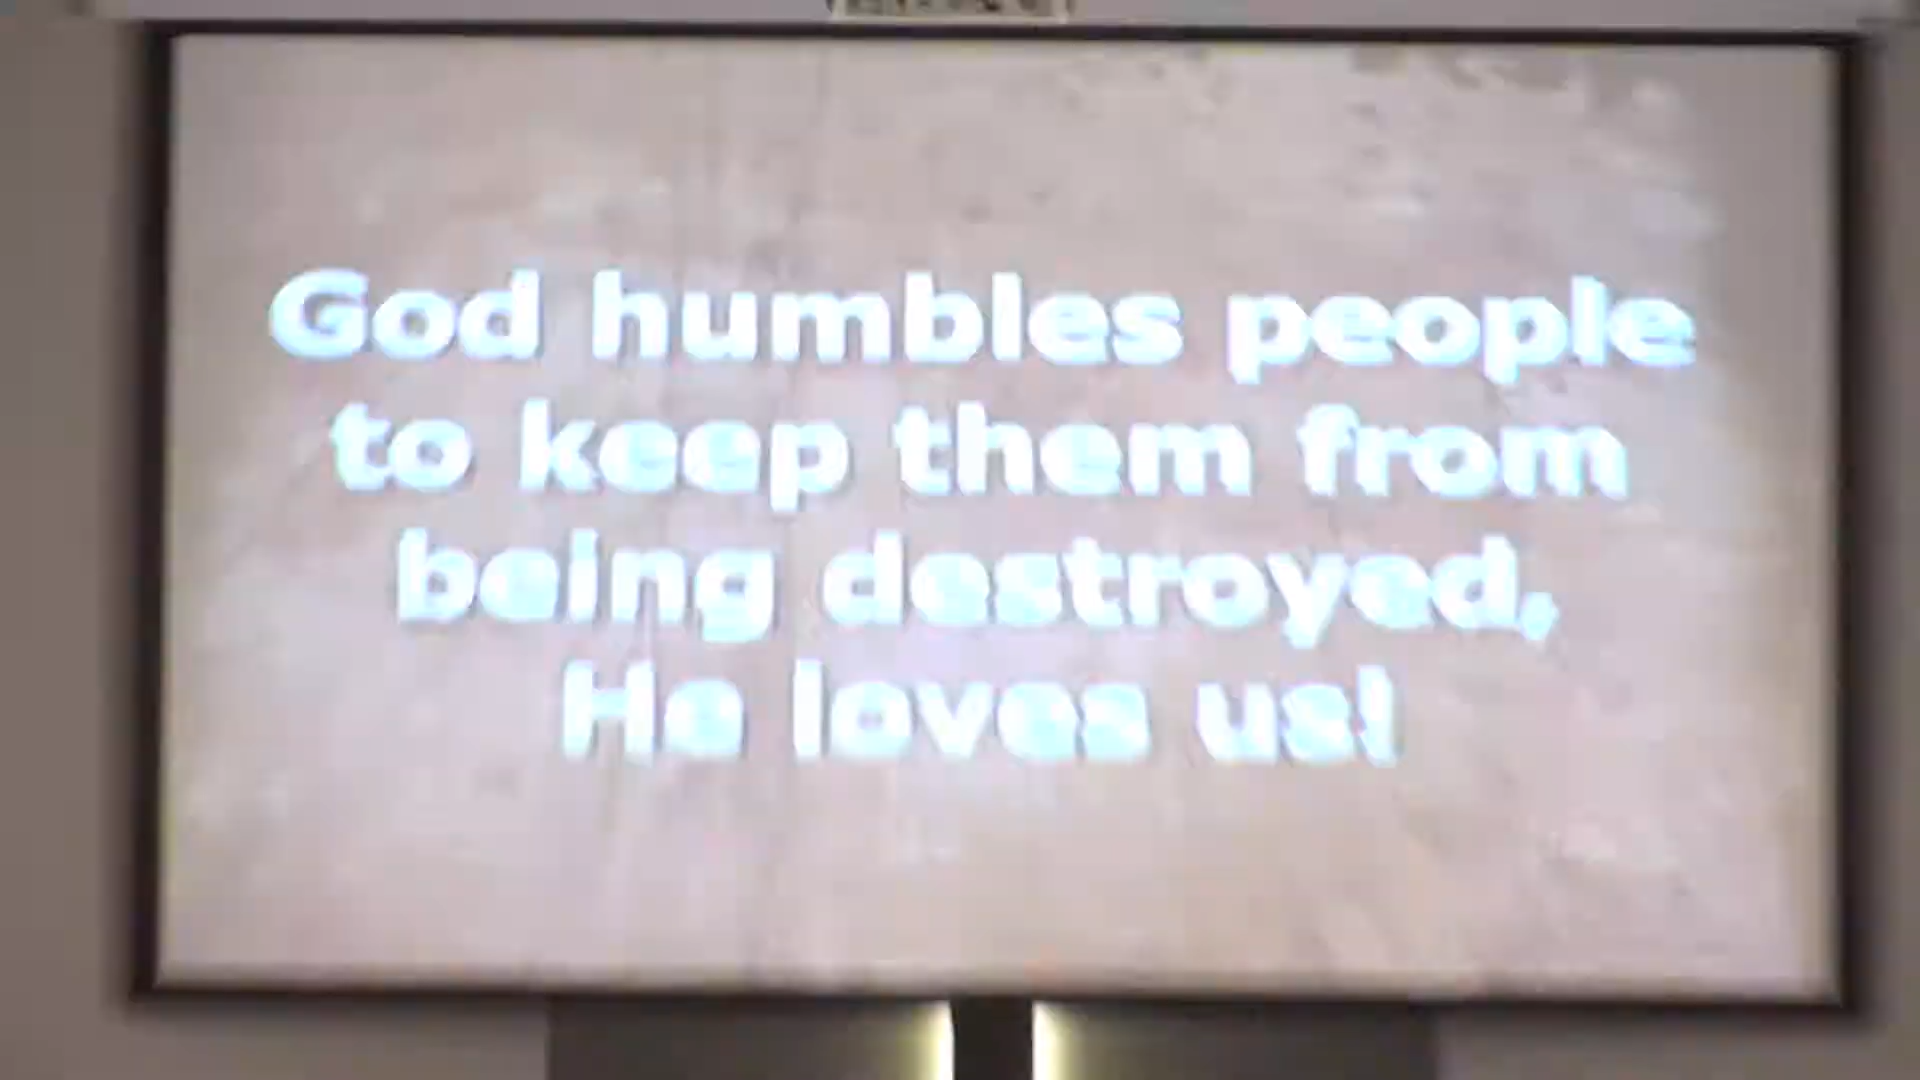 God humbles people
to keep them from
being destroyed,
He loves us!